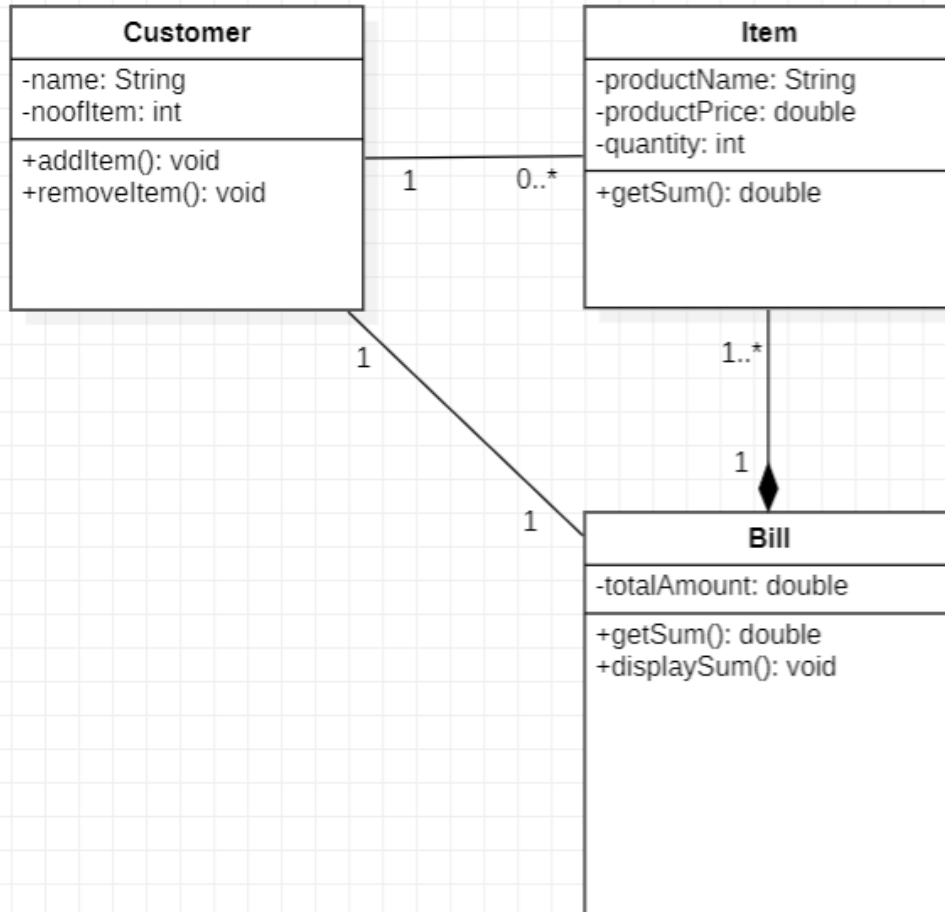 Customer
-name: String
-noofItem: int
+addItem(): void
+removeItem(): void
1
0..*
Item
-productName: String
-productPrice: double
-quantity: int
+getSum(): double
1
1
1..*
1
Bill
-totalAmount: double
+getSum(): double
+displaySum(): void